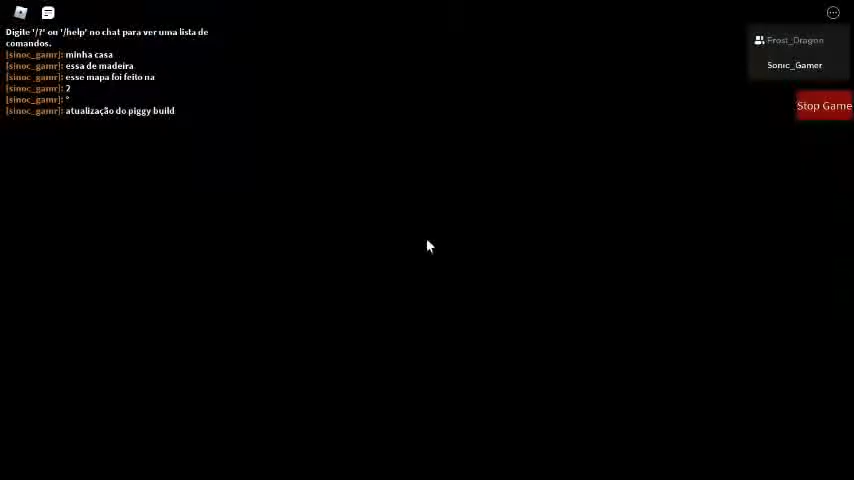 Digite '/?' ou '/help' no chat para ver uma lista de
comandos.
[sinoc_gamr]: minha casa
[sinoc_gamr]: essa de madeira
[sinoc_gamr]: esse mapa foi feito na
[sinoc_gamr]: 2
[sinoc_gamr]: °
[sinoc_gamr]: atualização do piggy build
Frost_Dragon
Sonic_Gamer
Stop Game